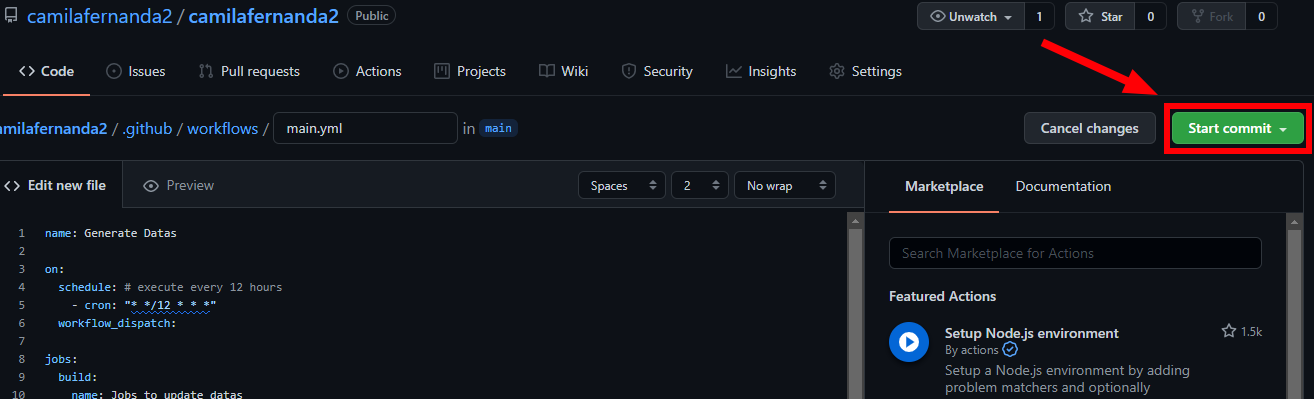 camilafernanda2 / camilafernanda2 Public
Unwatch 1 Star 0 Fork 0
Code Issues Pull requests Actions Projects Wiki Security Insights Settings
amilafernanda2 / .github / workflows / main.yml in main
Cancel changes Start commit
Edit new file Preview Spaces 2 No wrap
Marketplace Documentation
1 name: Generate Datas
2
3 on:
4 schedule: # execute every 12 hours
5 - cron: "* */12 * * *"
6 workflow_dispatch:
7
8 jobs:
9 build:
10 name: Jobs to update datas
Search Marketplace for Actions
Featured Actions
Setup Node.js environment 1.5k
By actions
Setup a Node.js environment by adding
problem matchers and optionally